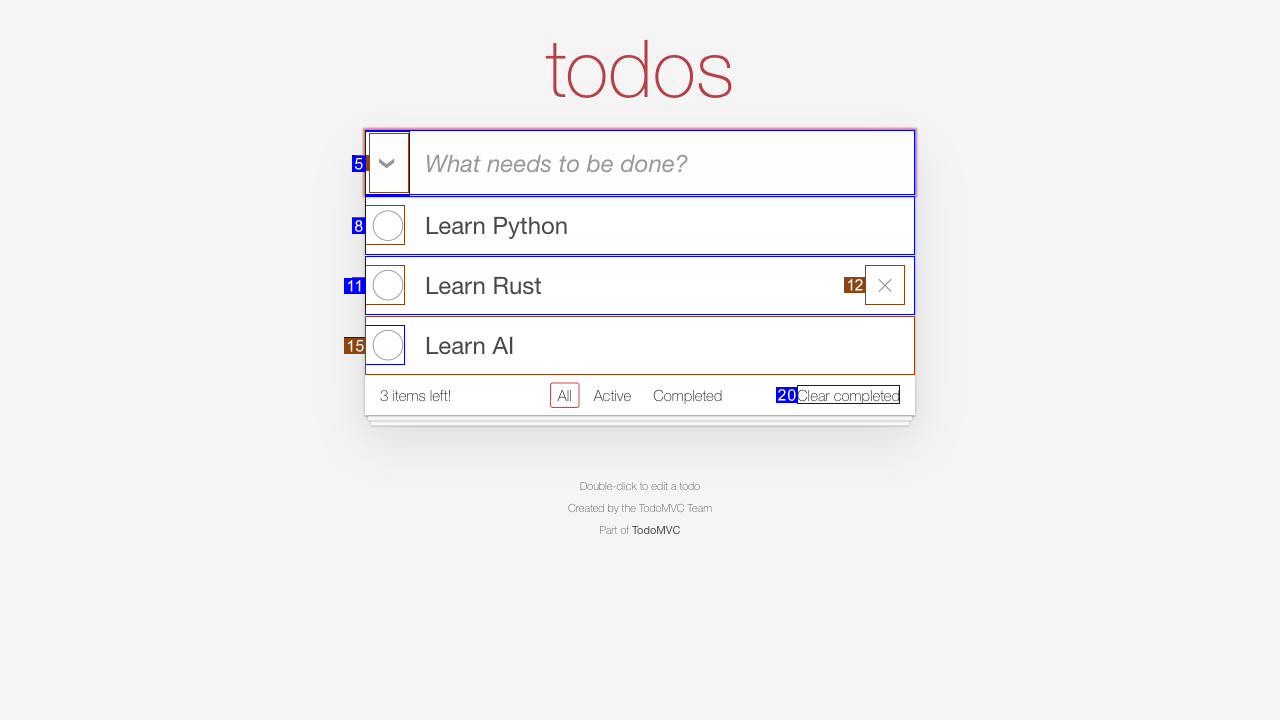 todos
5 What needs to be done?
8 Learn Python
11 Learn Rust 12
15 Learn AI
3 items left! All Active Completed 20 Clear completed
Double-click to edit a todo
Created by the TodoMVC Team
Part of TodoMVC